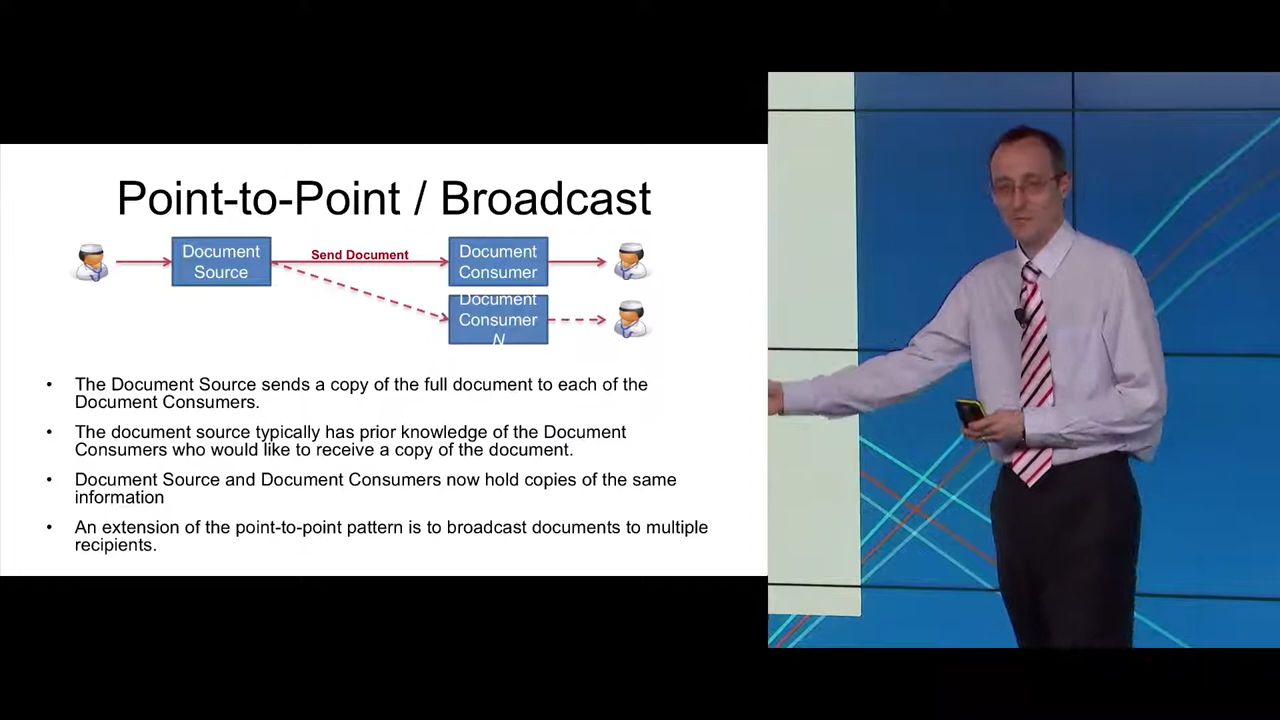 Point-to-Point / Broadcast
Document
Source
Send Document
Document
Consumer
Document
Consumer
N
• The Document Source sends a copy of the full document to each of the
Document Consumers.
• The document source typically has prior knowledge of the Document
Consumers who would like to receive a copy of the document.
• Document Source and Document Consumers now hold copies of the same
information
• An extension of the point-to-point pattern is to broadcast documents to multiple
recipients.